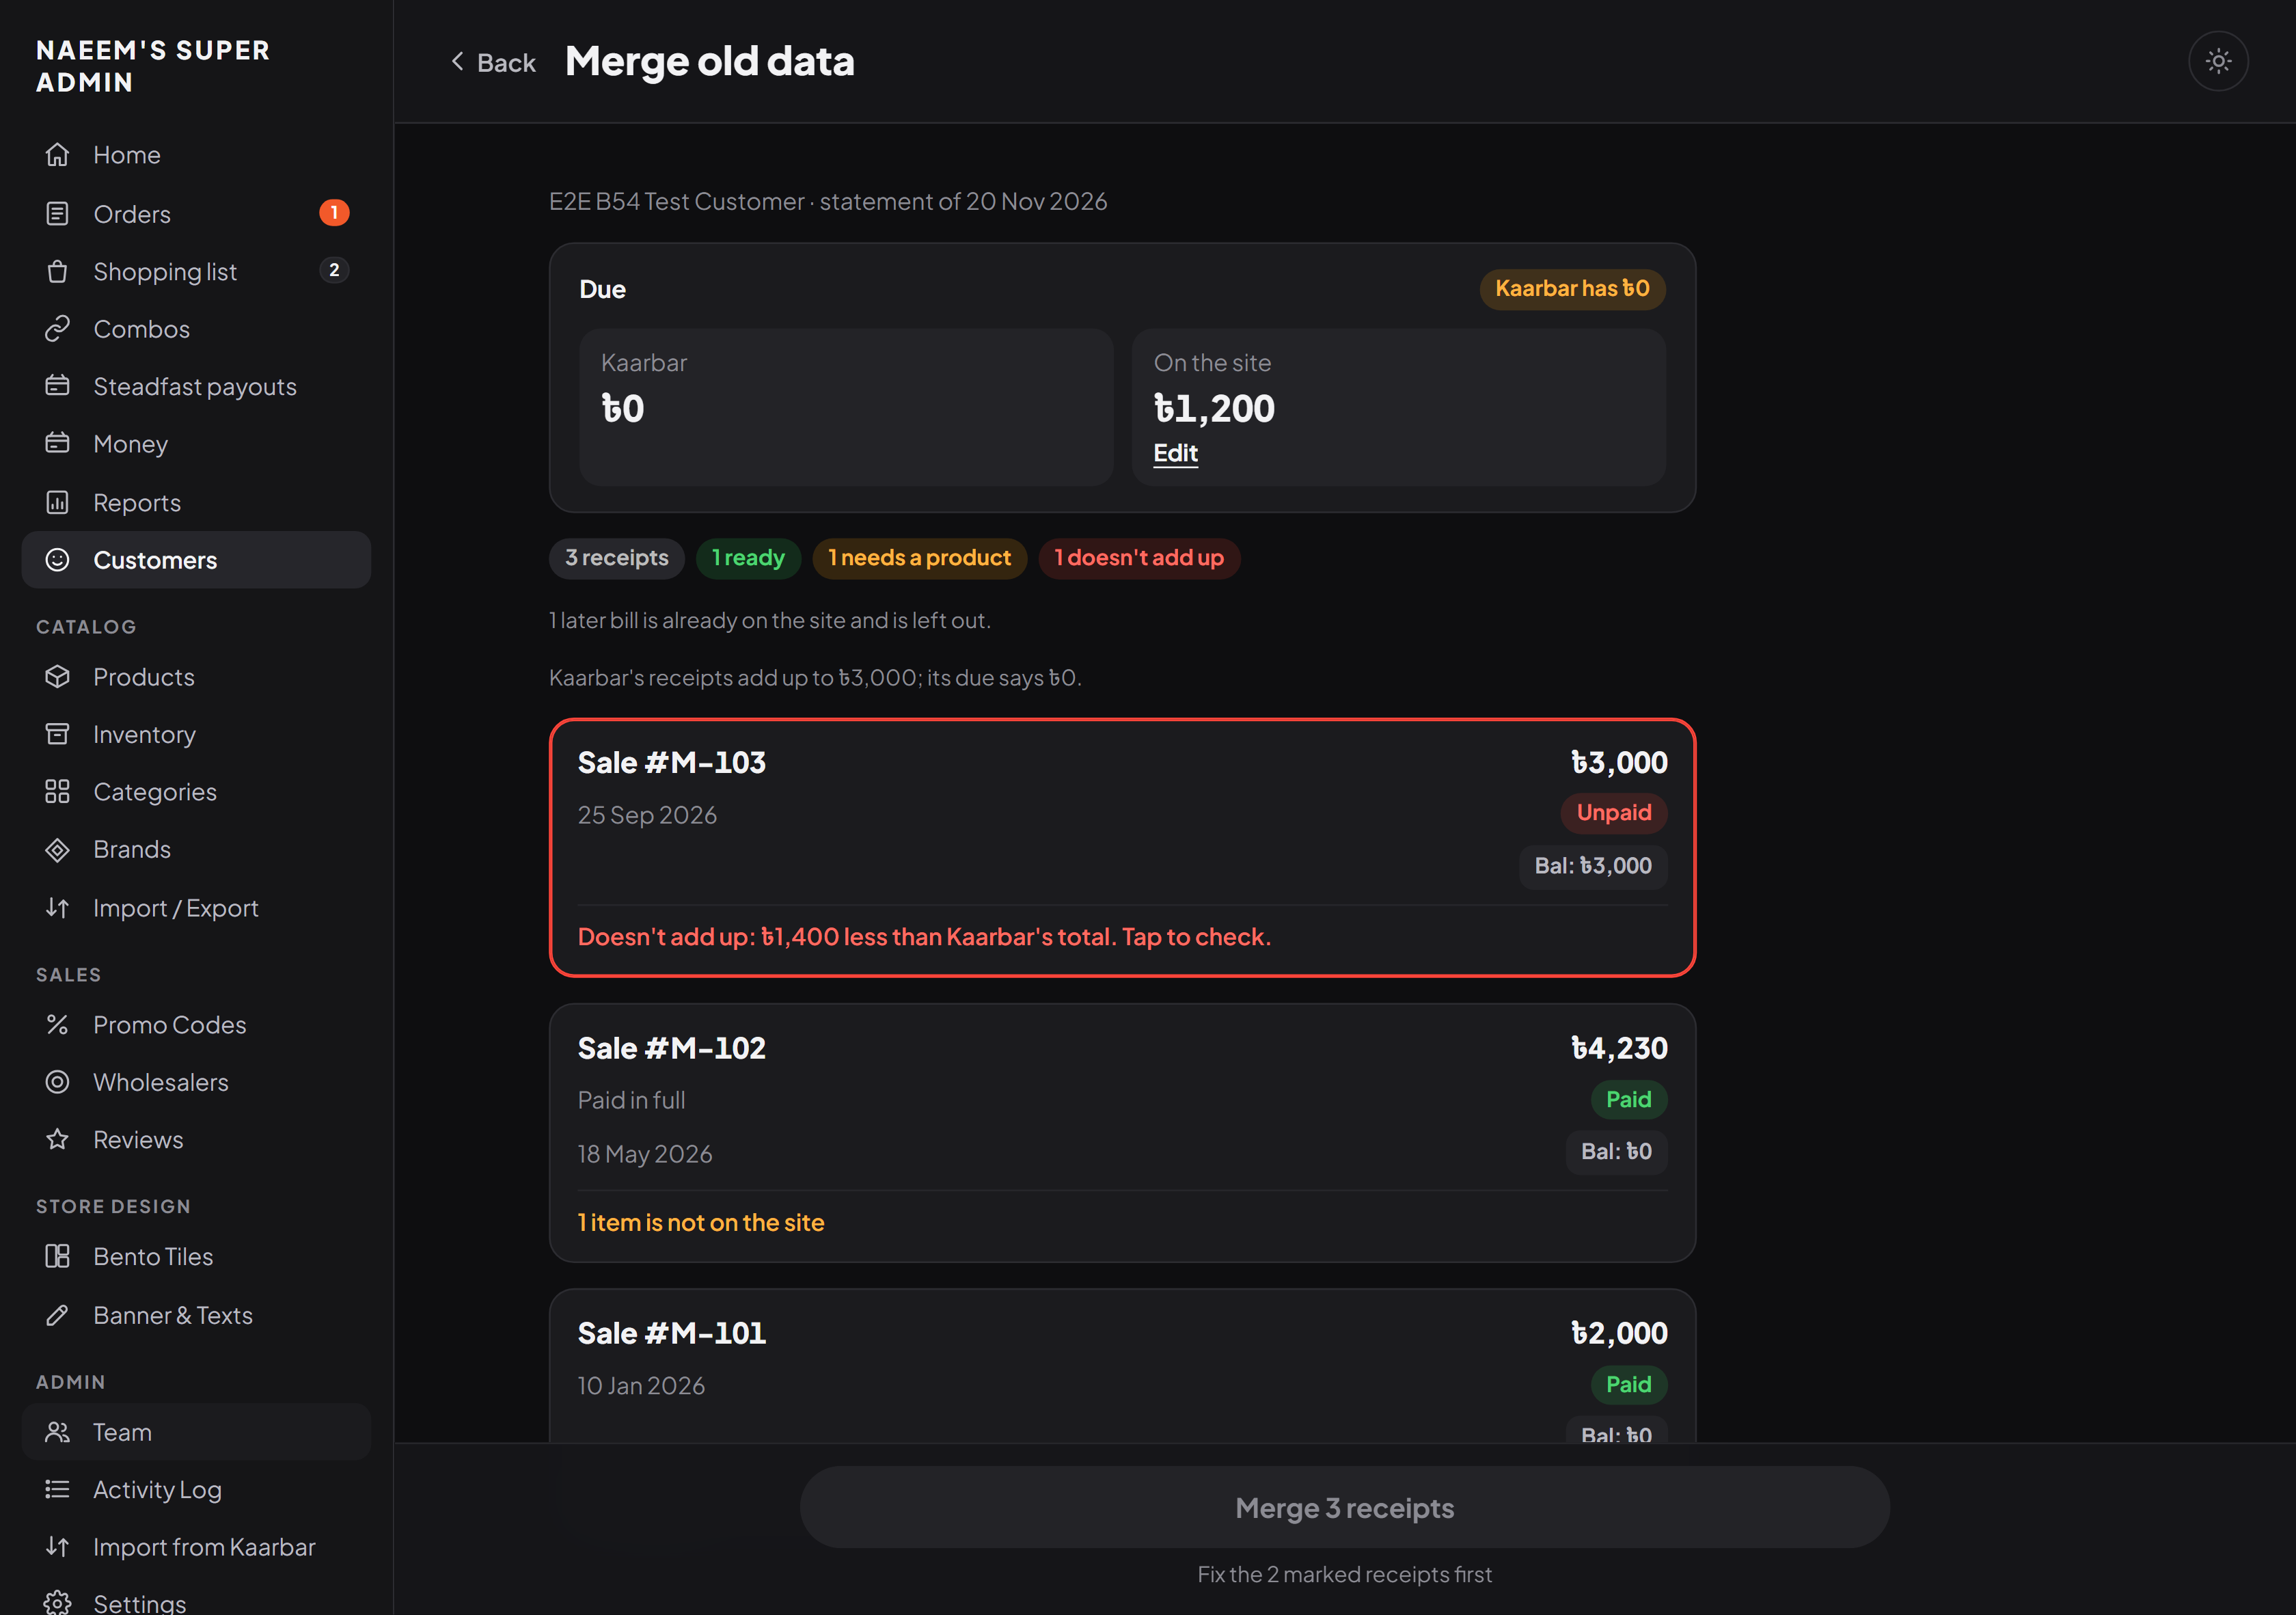 NAEEM'S SUPER
ADMIN
Home
Orders 1
Shopping list 2
Combos
Steadfast payouts
Money
Reports
Customers
CATALOG
Products
Inventory
Categories
Brands
Import / Export
SALES
Promo Codes
Wholesalers
Reviews
STORE DESIGN
Bento Tiles
Banner & Texts
ADMIN
Team
Activity Log
Import from Kaarbar
Settings
Back Merge old data
E2E B54 Test Customer · statement of 20 Nov 2026
Due Kaarbar has ৳0
Kaarbar
৳0
On the site
৳1,200
Edit
3 receipts 1 ready 1 needs a product 1 doesn't add up
1 later bill is already on the site and is left out.
Kaarbar's receipts add up to ৳3,000; its due says ৳0.
Sale #M-103 ৳3,000
25 Sep 2026 Unpaid
Bal: ৳3,000
Doesn't add up: ৳1,400 less than Kaarbar's total. Tap to check.
Sale #M-102 ৳4,230
Paid in full Paid
18 May 2026 Bal: ৳0
1 item is not on the site
Sale #M-101 ৳2,000
10 Jan 2026 Paid
Bal: ৳0
Merge 3 receipts
Fix the 2 marked receipts first